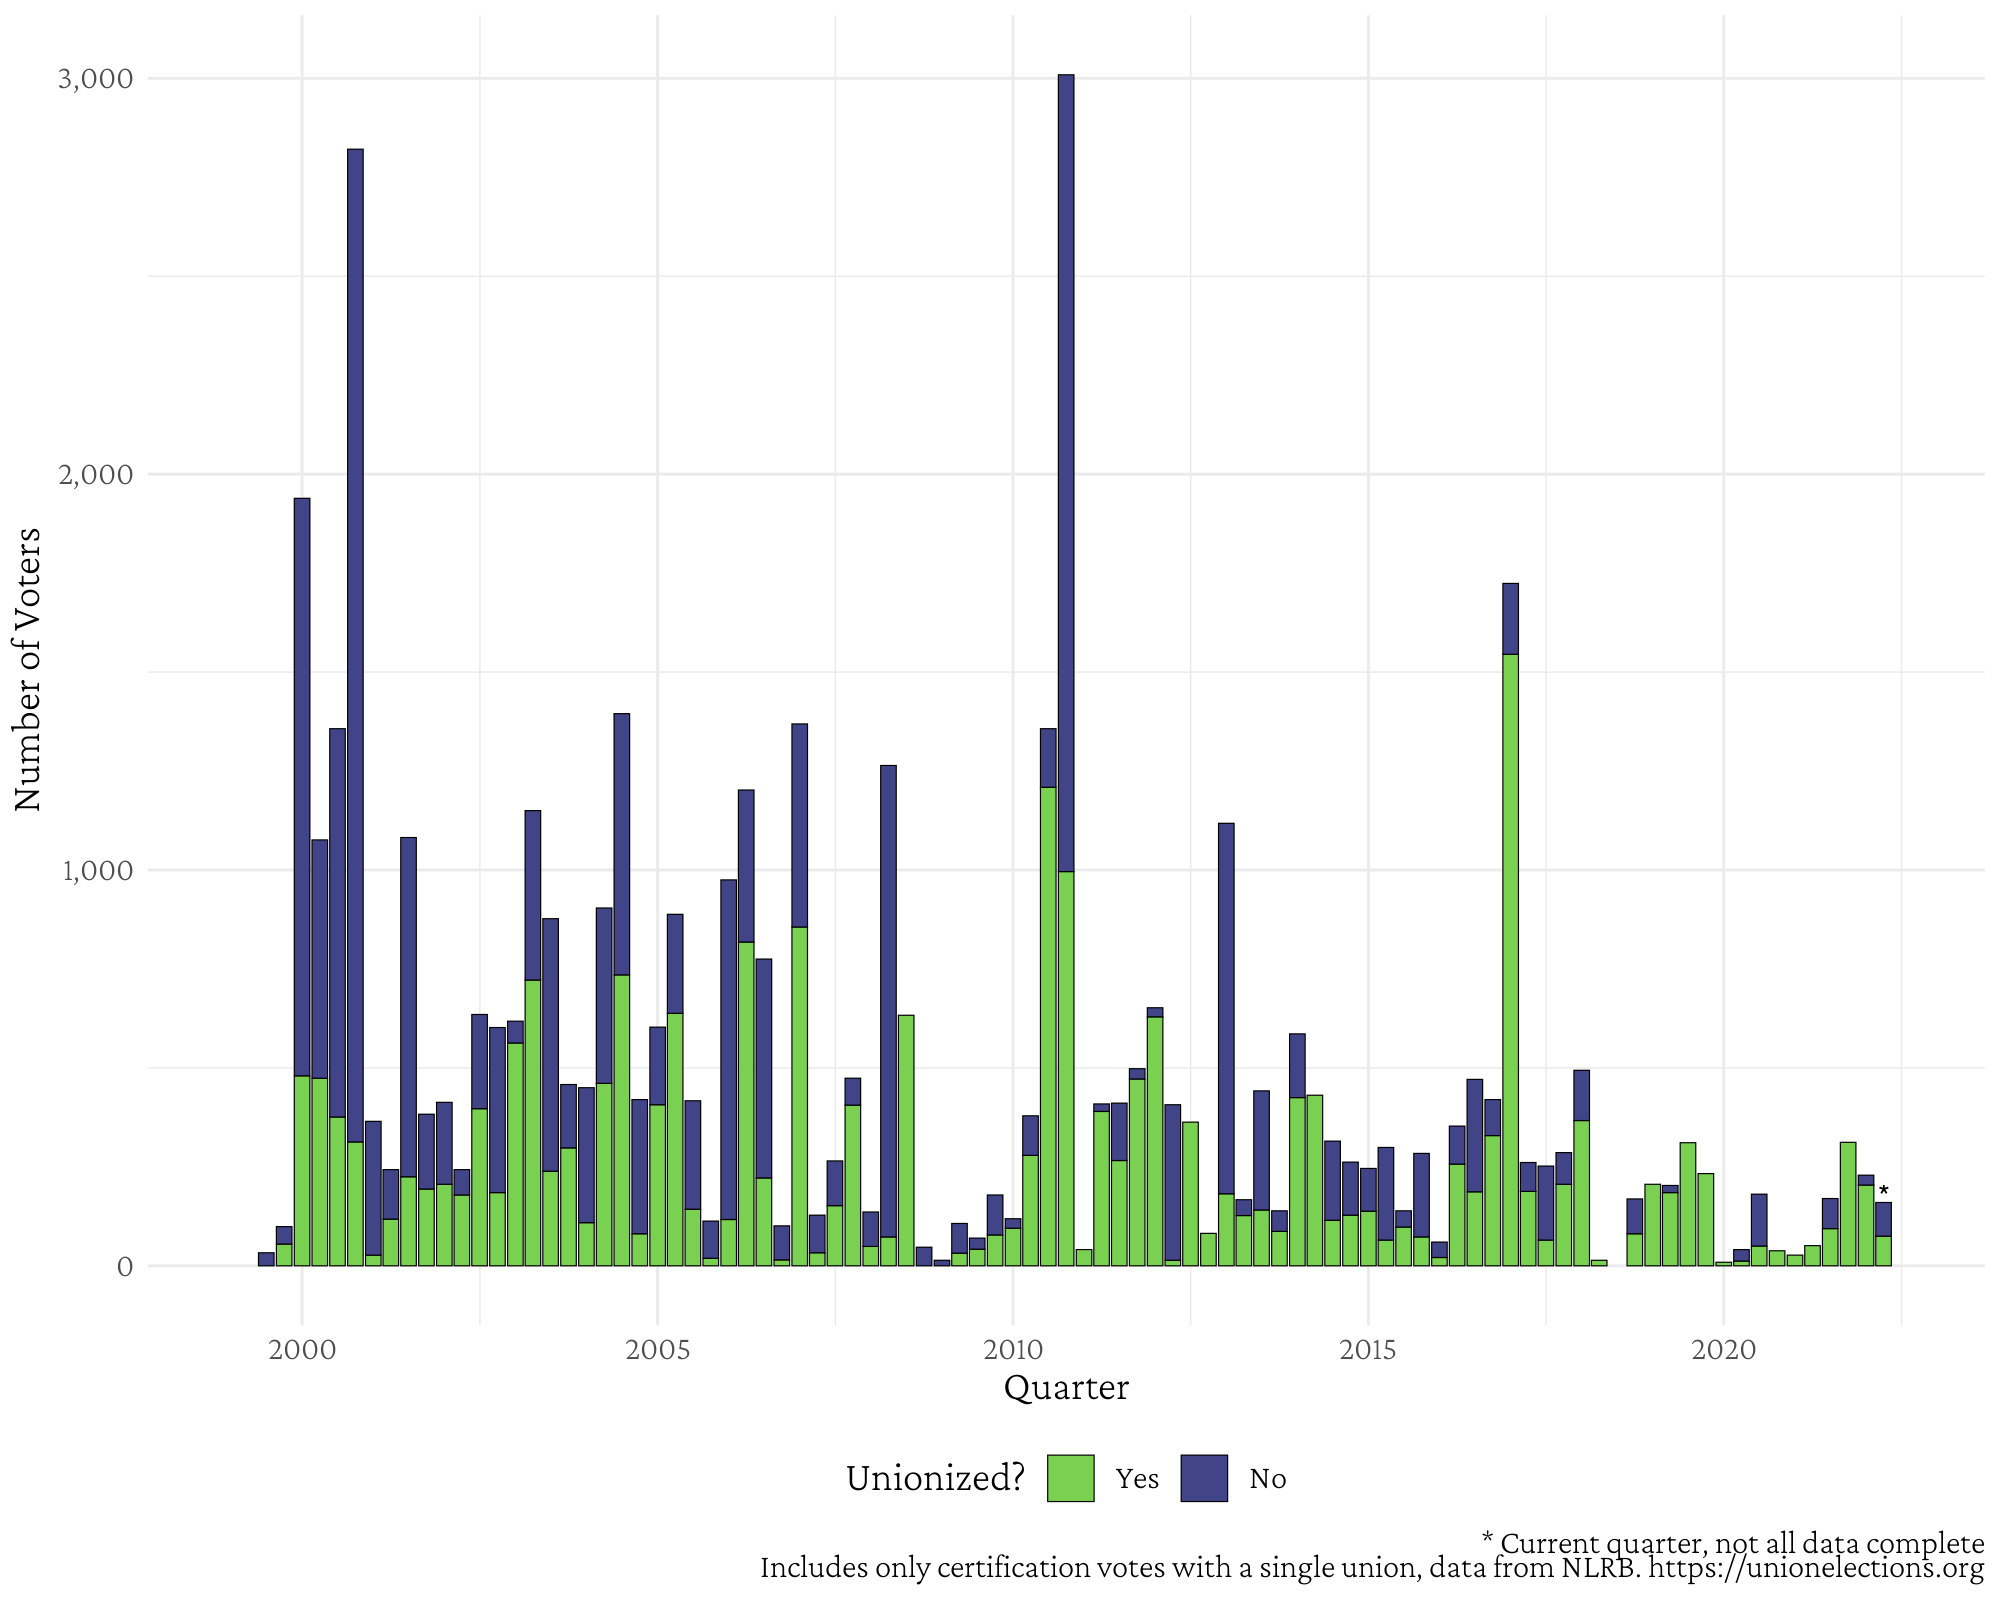 3,000
2,000
1,000
0
Number of Voters
*
2000 2005 2010 2015 2020
Quarter
Unionized? Yes No
* Current quarter, not all data complete
Includes only certification votes with a single union, data from NLRB. https://unionelections.org